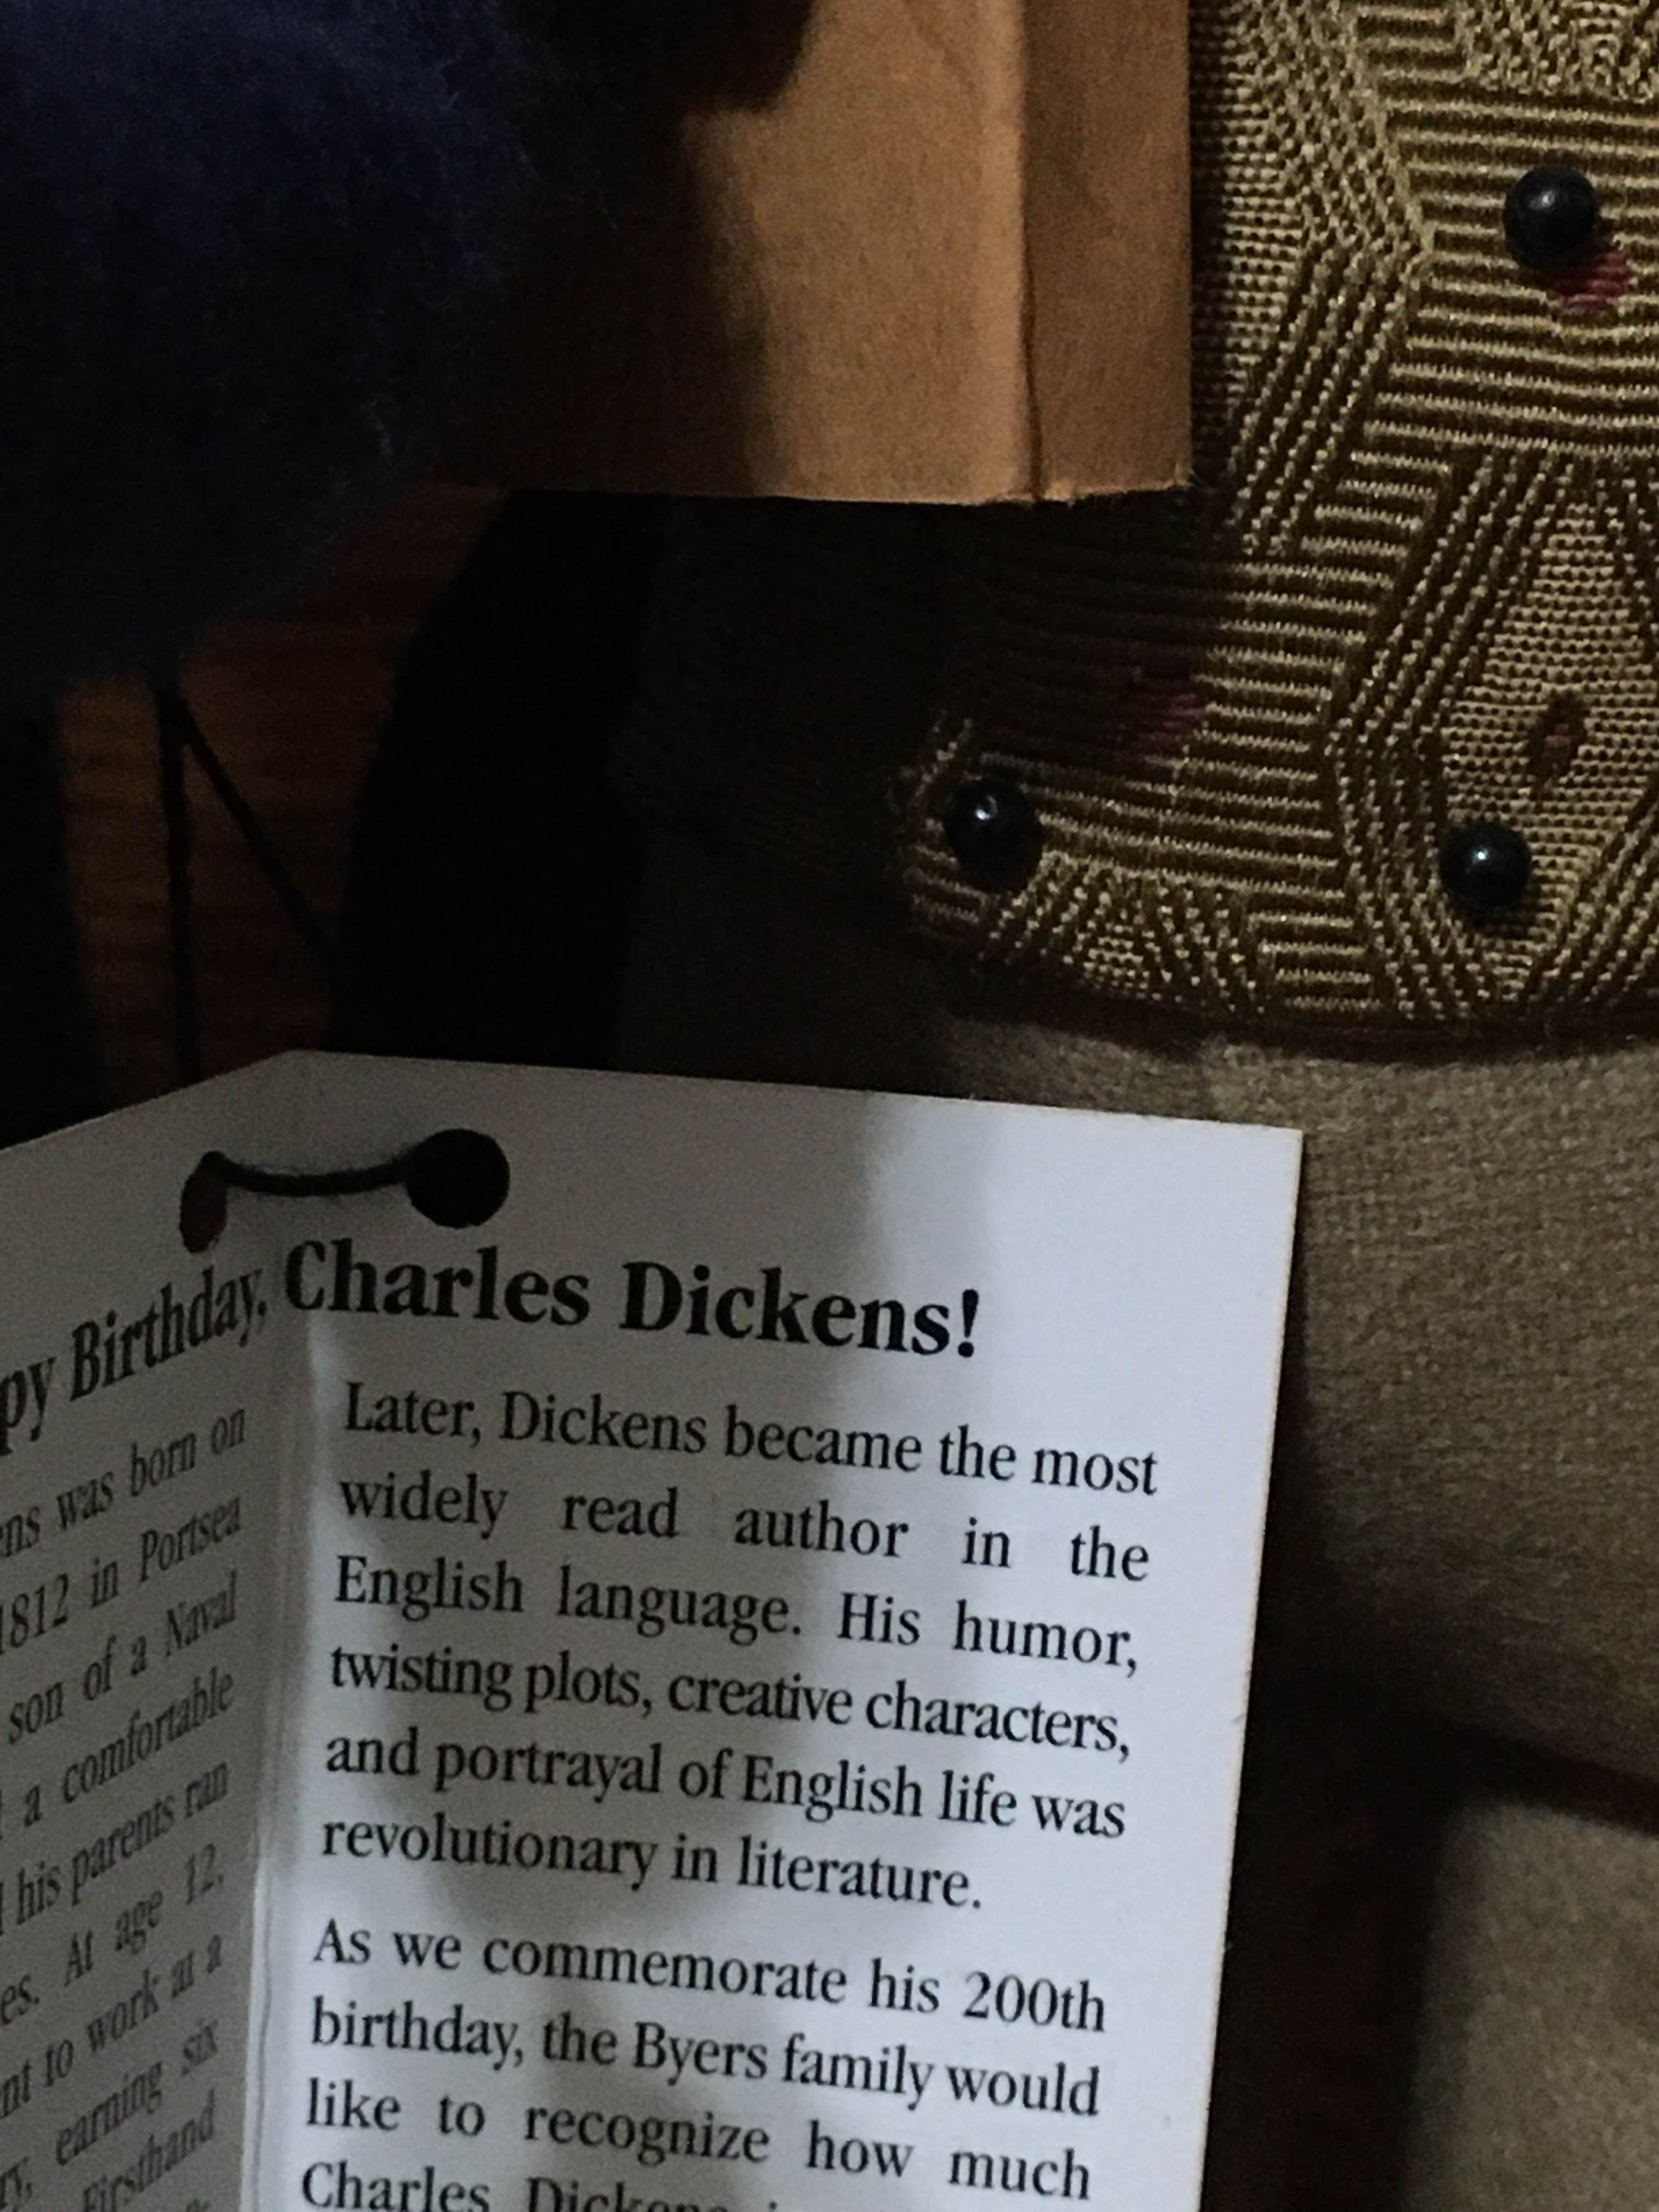 py Birthday, Charles Dickens!
ns was born on
1812 in Portsea
son of a Naval
a comfortable
his parents ran
es. At age 12,
nt to work at a
ry, earning six
Firsthand
Later, Dickens became the most
widely read author in the
English language. His humor,
twisting plots, creative characters,
and portrayal of English life was
revolutionary in literature.
As we commemorate his 200th
birthday, the Byers family would
like to recognize how much
Charles Dickens